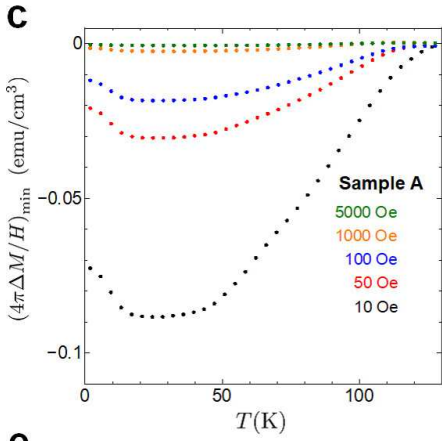 c
0
−0.05
−0.1
(4πΔM/H)min (emu/cm³)
Sample A
5000 Oe
1000 Oe
100 Oe
50 Oe
10 Oe
0 50 100
T(K)